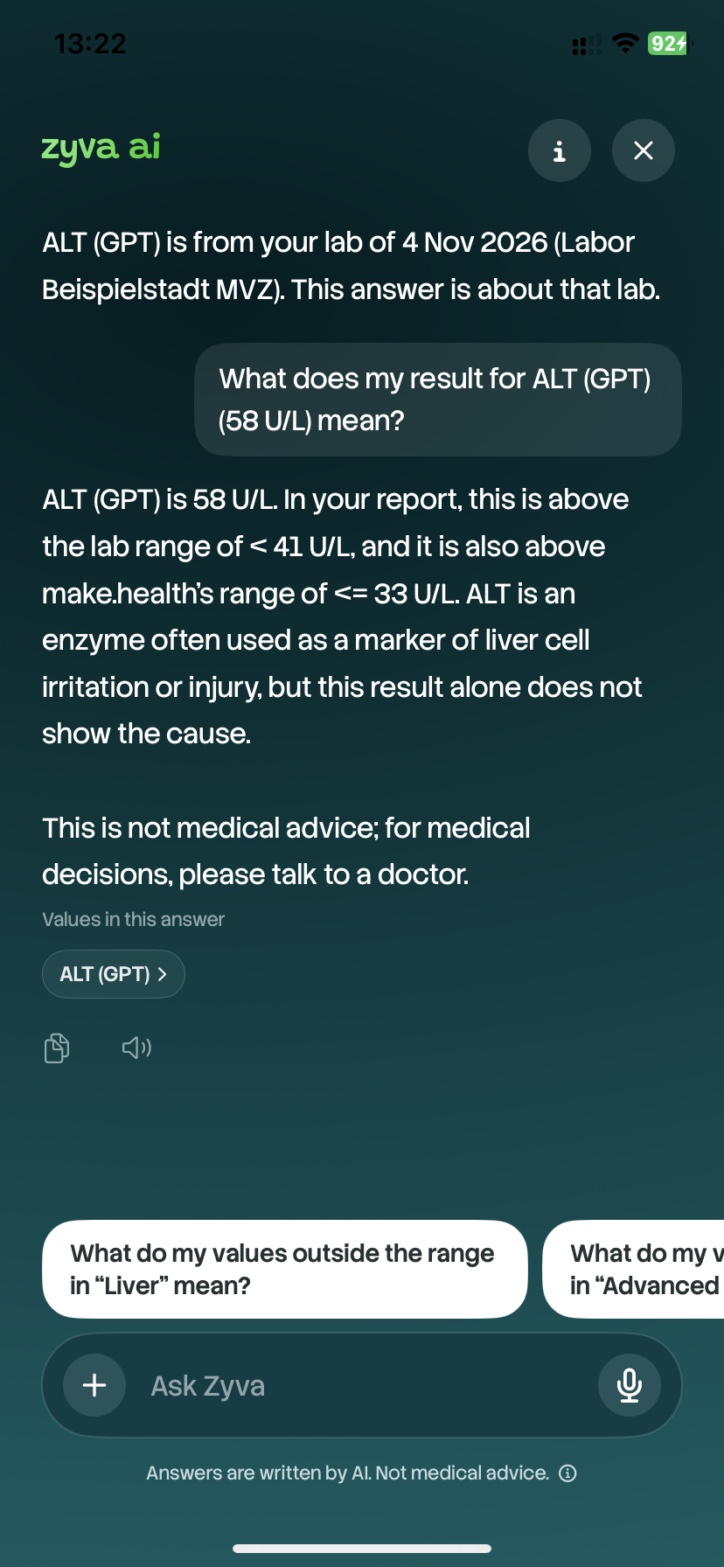 13:22
92
zyva ai
ALT (GPT) is from your lab of 4 Nov 2026 (Labor
Beispielstadt MVZ). This answer is about that lab.
What does my result for ALT (GPT)
(58 U/L) mean?
ALT (GPT) is 58 U/L. In your report, this is above
the lab range of < 41 U/L, and it is also above
make.health’s range of <= 33 U/L. ALT is an
enzyme often used as a marker of liver cell
irritation or injury, but this result alone does not
show the cause.
This is not medical advice; for medical
decisions, please talk to a doctor.
Values in this answer
ALT (GPT) >
What do my values outside the range
in “Liver” mean?
What do my v
in “Advanced
Ask Zyva
Answers are written by AI. Not medical advice.